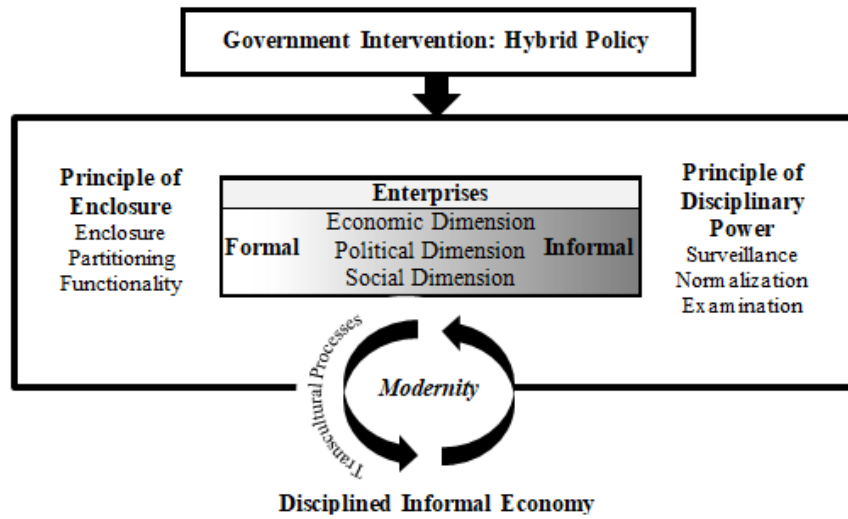 Government Intervention: Hybrid Policy
Principle of
Enclosure
Enclosure
Partitioning
Functionality
Enterprises
Economic Dimension
Formal Political Dimension Informal
Social Dimension
Principle of
Disciplinary
Power
Surveillance
Normalization
Examination
Transcultural Processes
Modernity
Disciplined Informal Economy